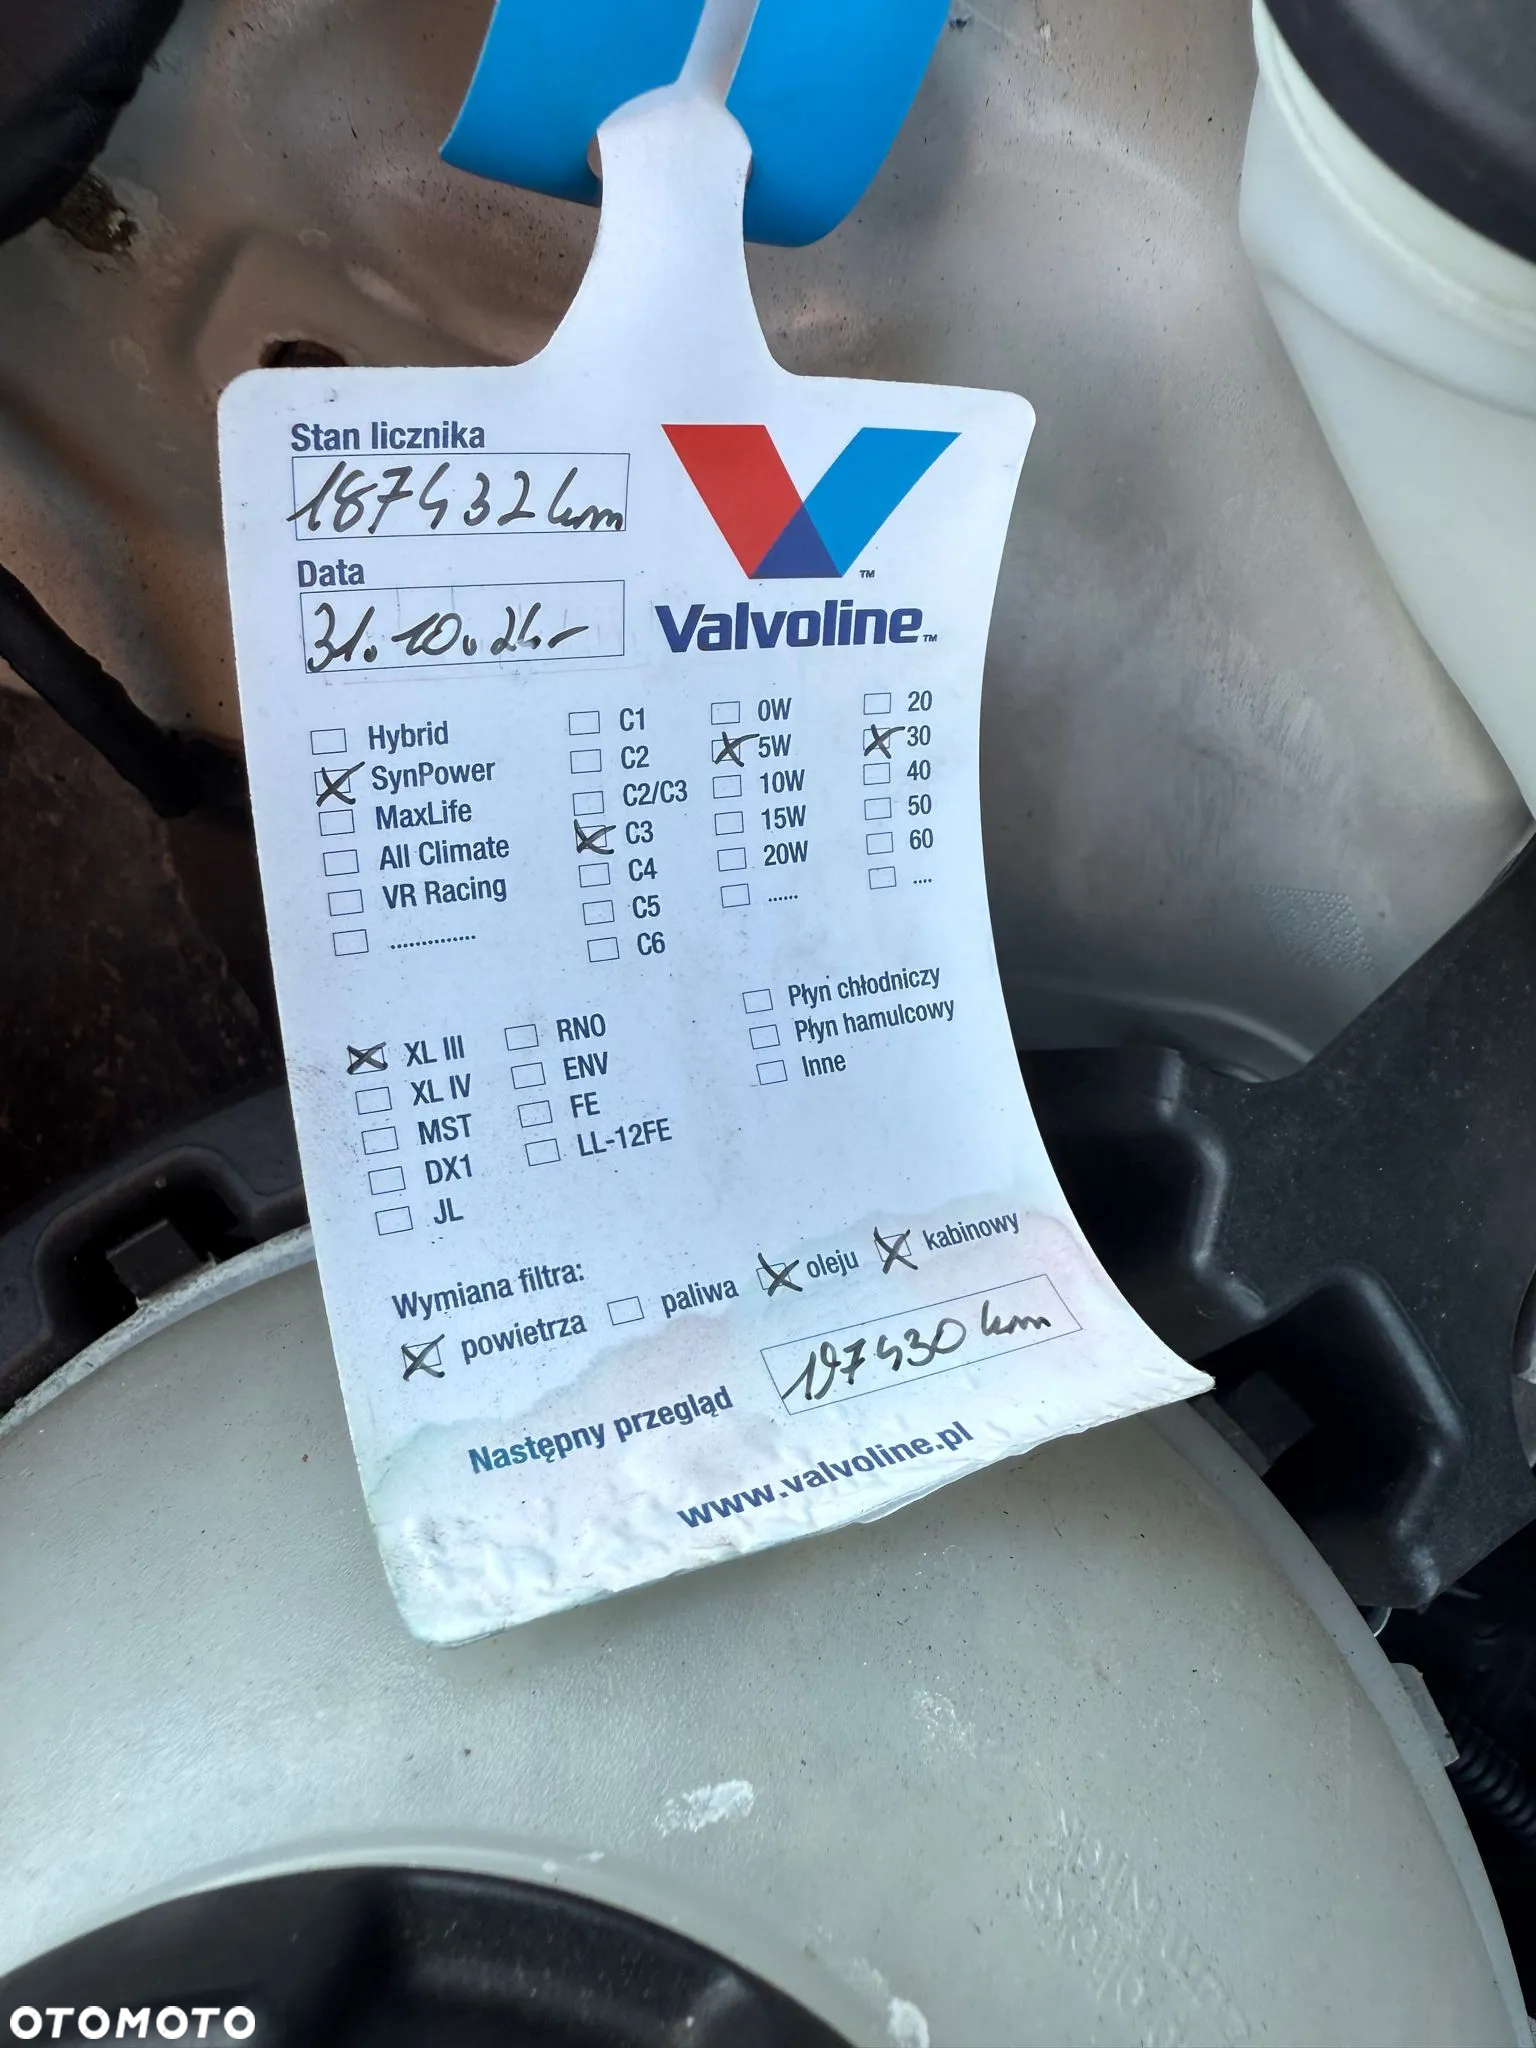 Stan licznika
187432 km
Data
31.10.24r
Valvoline™
Hybrid
SynPower
MaxLife
All Climate
VR Racing
..............
C1
C2
C2/C3
C3
C4
C5
C6
0W
5W
10W
15W
20W
......
20
30
40
50
60
....
XL III
XL IV
MST
DX1
JL
RNO
ENV
FE
LL-12FE
Płyn chłodniczy
Płyn hamulcowy
Inne
Wymiana filtra:
powietrza paliwa oleju kabinowy
Następny przegląd 197430 km
www.valvoline.pl
OTOMOTO